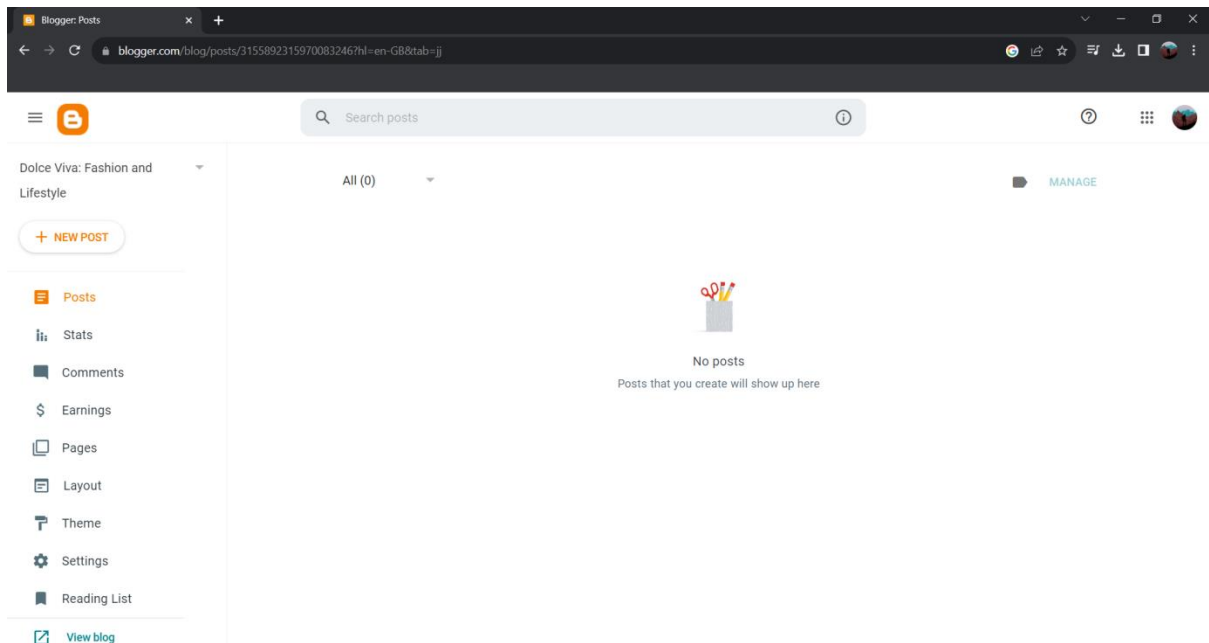 Blogger: Posts
blogger.com/blog/posts/3155892315970083246?hl=en-GB&tab=jj
Search posts
Dolce Viva: Fashion and
Lifestyle
All (0)
MANAGE
NEW POST
Posts
Stats
Comments
Earnings
Pages
Layout
Theme
Settings
Reading List
View blog
No posts
Posts that you create will show up here